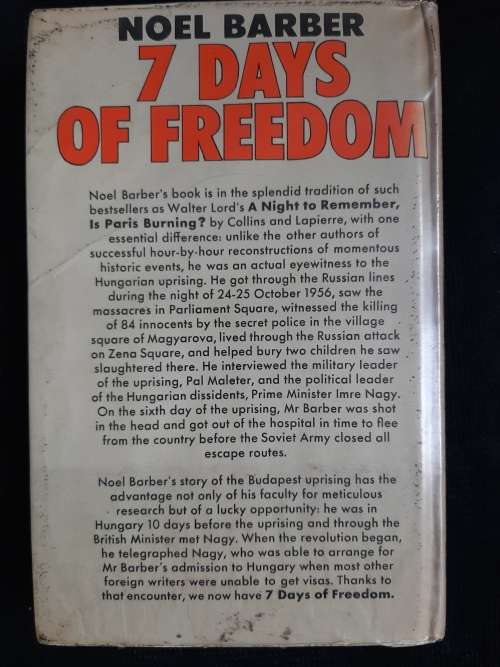 NOEL BARBER
7 DAYS
OF FREEDOM
Noel Barber's book is in the splendid tradition of such
bestsellers as Walter Lord's A Night to Remember,
Is Paris Burning? by Collins and Lapierre, with one
essential difference: unlike the other authors of
successful hour-by-hour reconstructions of momentous
historic events, he was an actual eyewitness to the
Hungarian uprising. He got through the Russian lines
during the night of 24-25 October 1956, saw the
massacres in Parliament Square, witnessed the killing
of 84 innocents by the secret police in the village
square of Magyarova, lived through the Russian attack
on Zena Square, and helped bury two children he saw
slaughtered there. He interviewed the military leader
of the uprising, Pal Maleter, and the political leader
of the Hungarian dissidents, Prime Minister Imre Nagy.
On the sixth day of the uprising, Mr Barber was shot
in the head and got out of the hospital in time to flee
from the country before the Soviet Army closed all
escape routes.
Noel Barber's story of the Budapest uprising has the
advantage not only of his faculty for meticulous
research but of a lucky opportunity: he was in
Hungary 10 days before the uprising and through the
British Minister met Nagy. When the revolution began,
he telegraphed Nagy, who was able to arrange for
Mr Barber's admission to Hungary when most other
foreign writers were unable to get visas. Thanks to
that encounter, we now have 7 Days of Freedom.